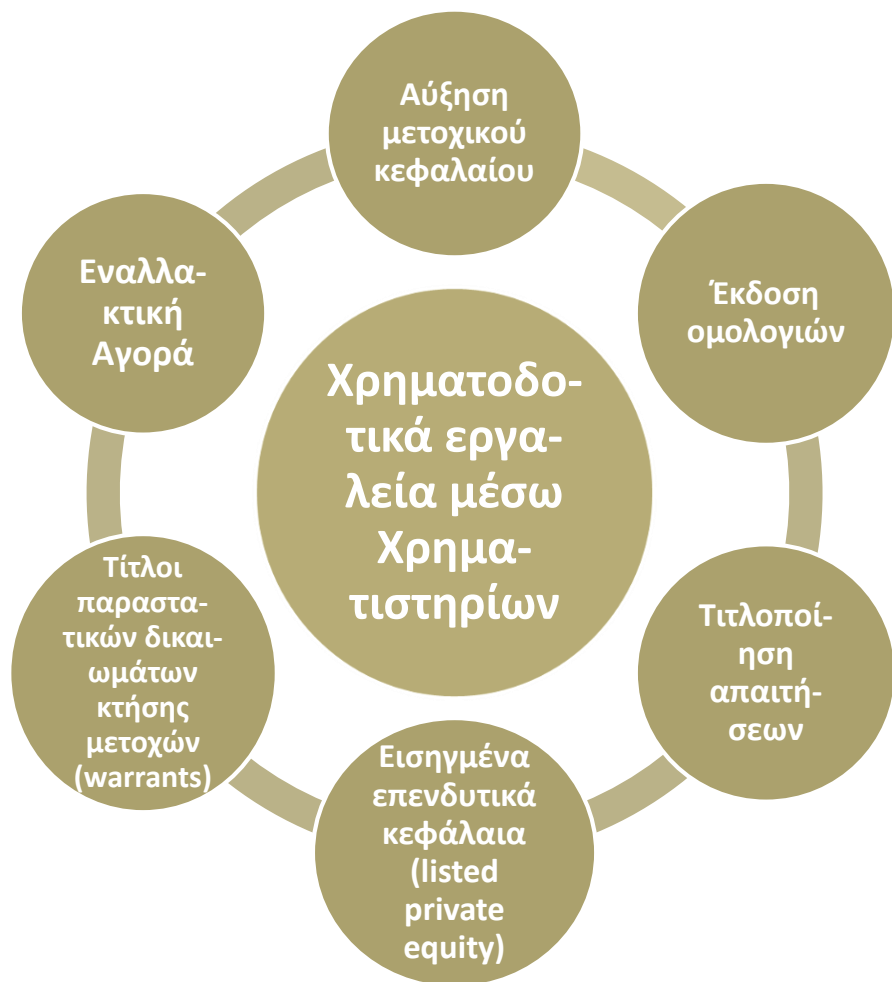 Αύξηση
μετοχικού
κεφαλαίου
Έκδοση
ομολογιών
Τιτλοποί-
ηση
απαιτή-
σεων
Εισηγμένα
επενδυτικά
κεφάλαια
(listed
private
equity)
Τίτλοι
παραστα-
τικών δικαι-
ωμάτων
κτήσης
μετοχών
(warrants)
Εναλλα-
κτική
Αγορά
Χρηματοδο-
τικά εργα-
λεία μέσω
Χρημα-
τιστηρίων